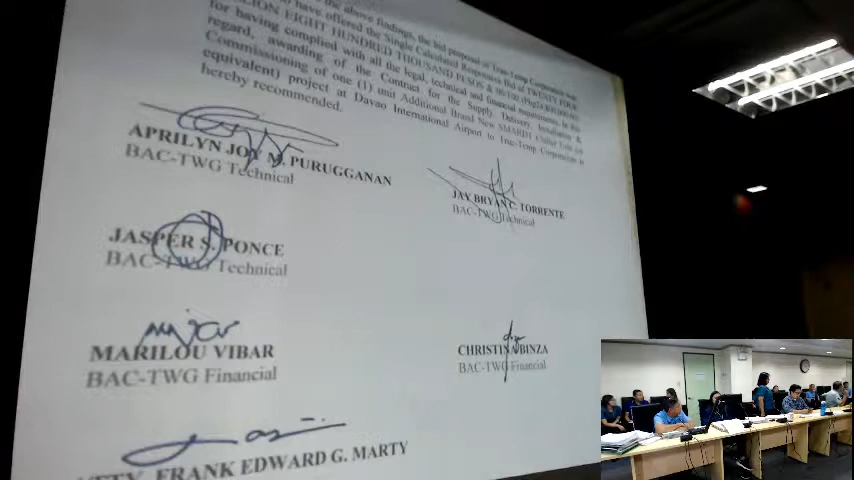 the above findings, the bid proposal of Trac-Temp Corporation was
to have offered the Single Calculated Responsive Bid of TWENTY FOUR
MILLION EIGHT HUNDRED THOUSAND PESOS &
for having complied with all the legal, technical and financial requirements. In this
regard, awarding of the Contract for the Supply, Delivery, Installation &
Commissioning of one (1) unit Additional Brand New
equivalent) project at Davao International Airport to Trac-Temp Corporation is
hereby recommended.
APRILYN JOY M. PURUGGANAN
BAC-TWG Technical
JAY BRYAN C. TORRENTE
BAC-TWG Technical
JASPER S. PONCE
BAC-TWG Technical
MARILOU VIBAR
BAC-TWG Financial
CHRISTINA BINZA
BAC-TWG Financial
ATTY. FRANK EDWARD G. MARTY